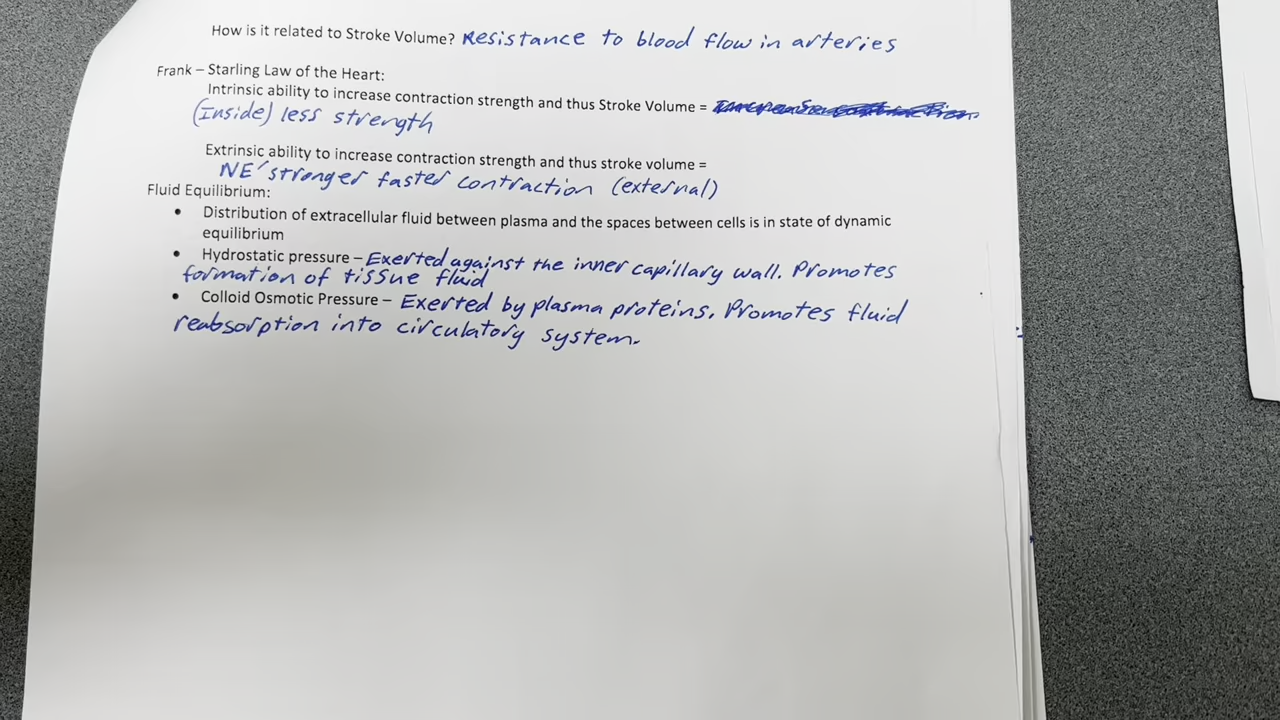 How is it related to Stroke Volume? Resistance to blood flow in arteries
Frank – Starling Law of the Heart:
Intrinsic ability to increase contraction strength and thus Stroke Volume =
(Inside) less strength
Extrinsic ability to increase contraction strength and thus stroke volume =
NE' stronger faster contraction (external)
Fluid Equilibrium:
• Distribution of extracellular fluid between plasma and the spaces between cells is in state of dynamic
equilibrium
• Hydrostatic pressure – Exerted against the inner capillary wall. Promotes
formation of tissue fluid
• Colloid Osmotic Pressure – Exerted by plasma proteins. Promotes fluid
reabsorption into circulatory system.